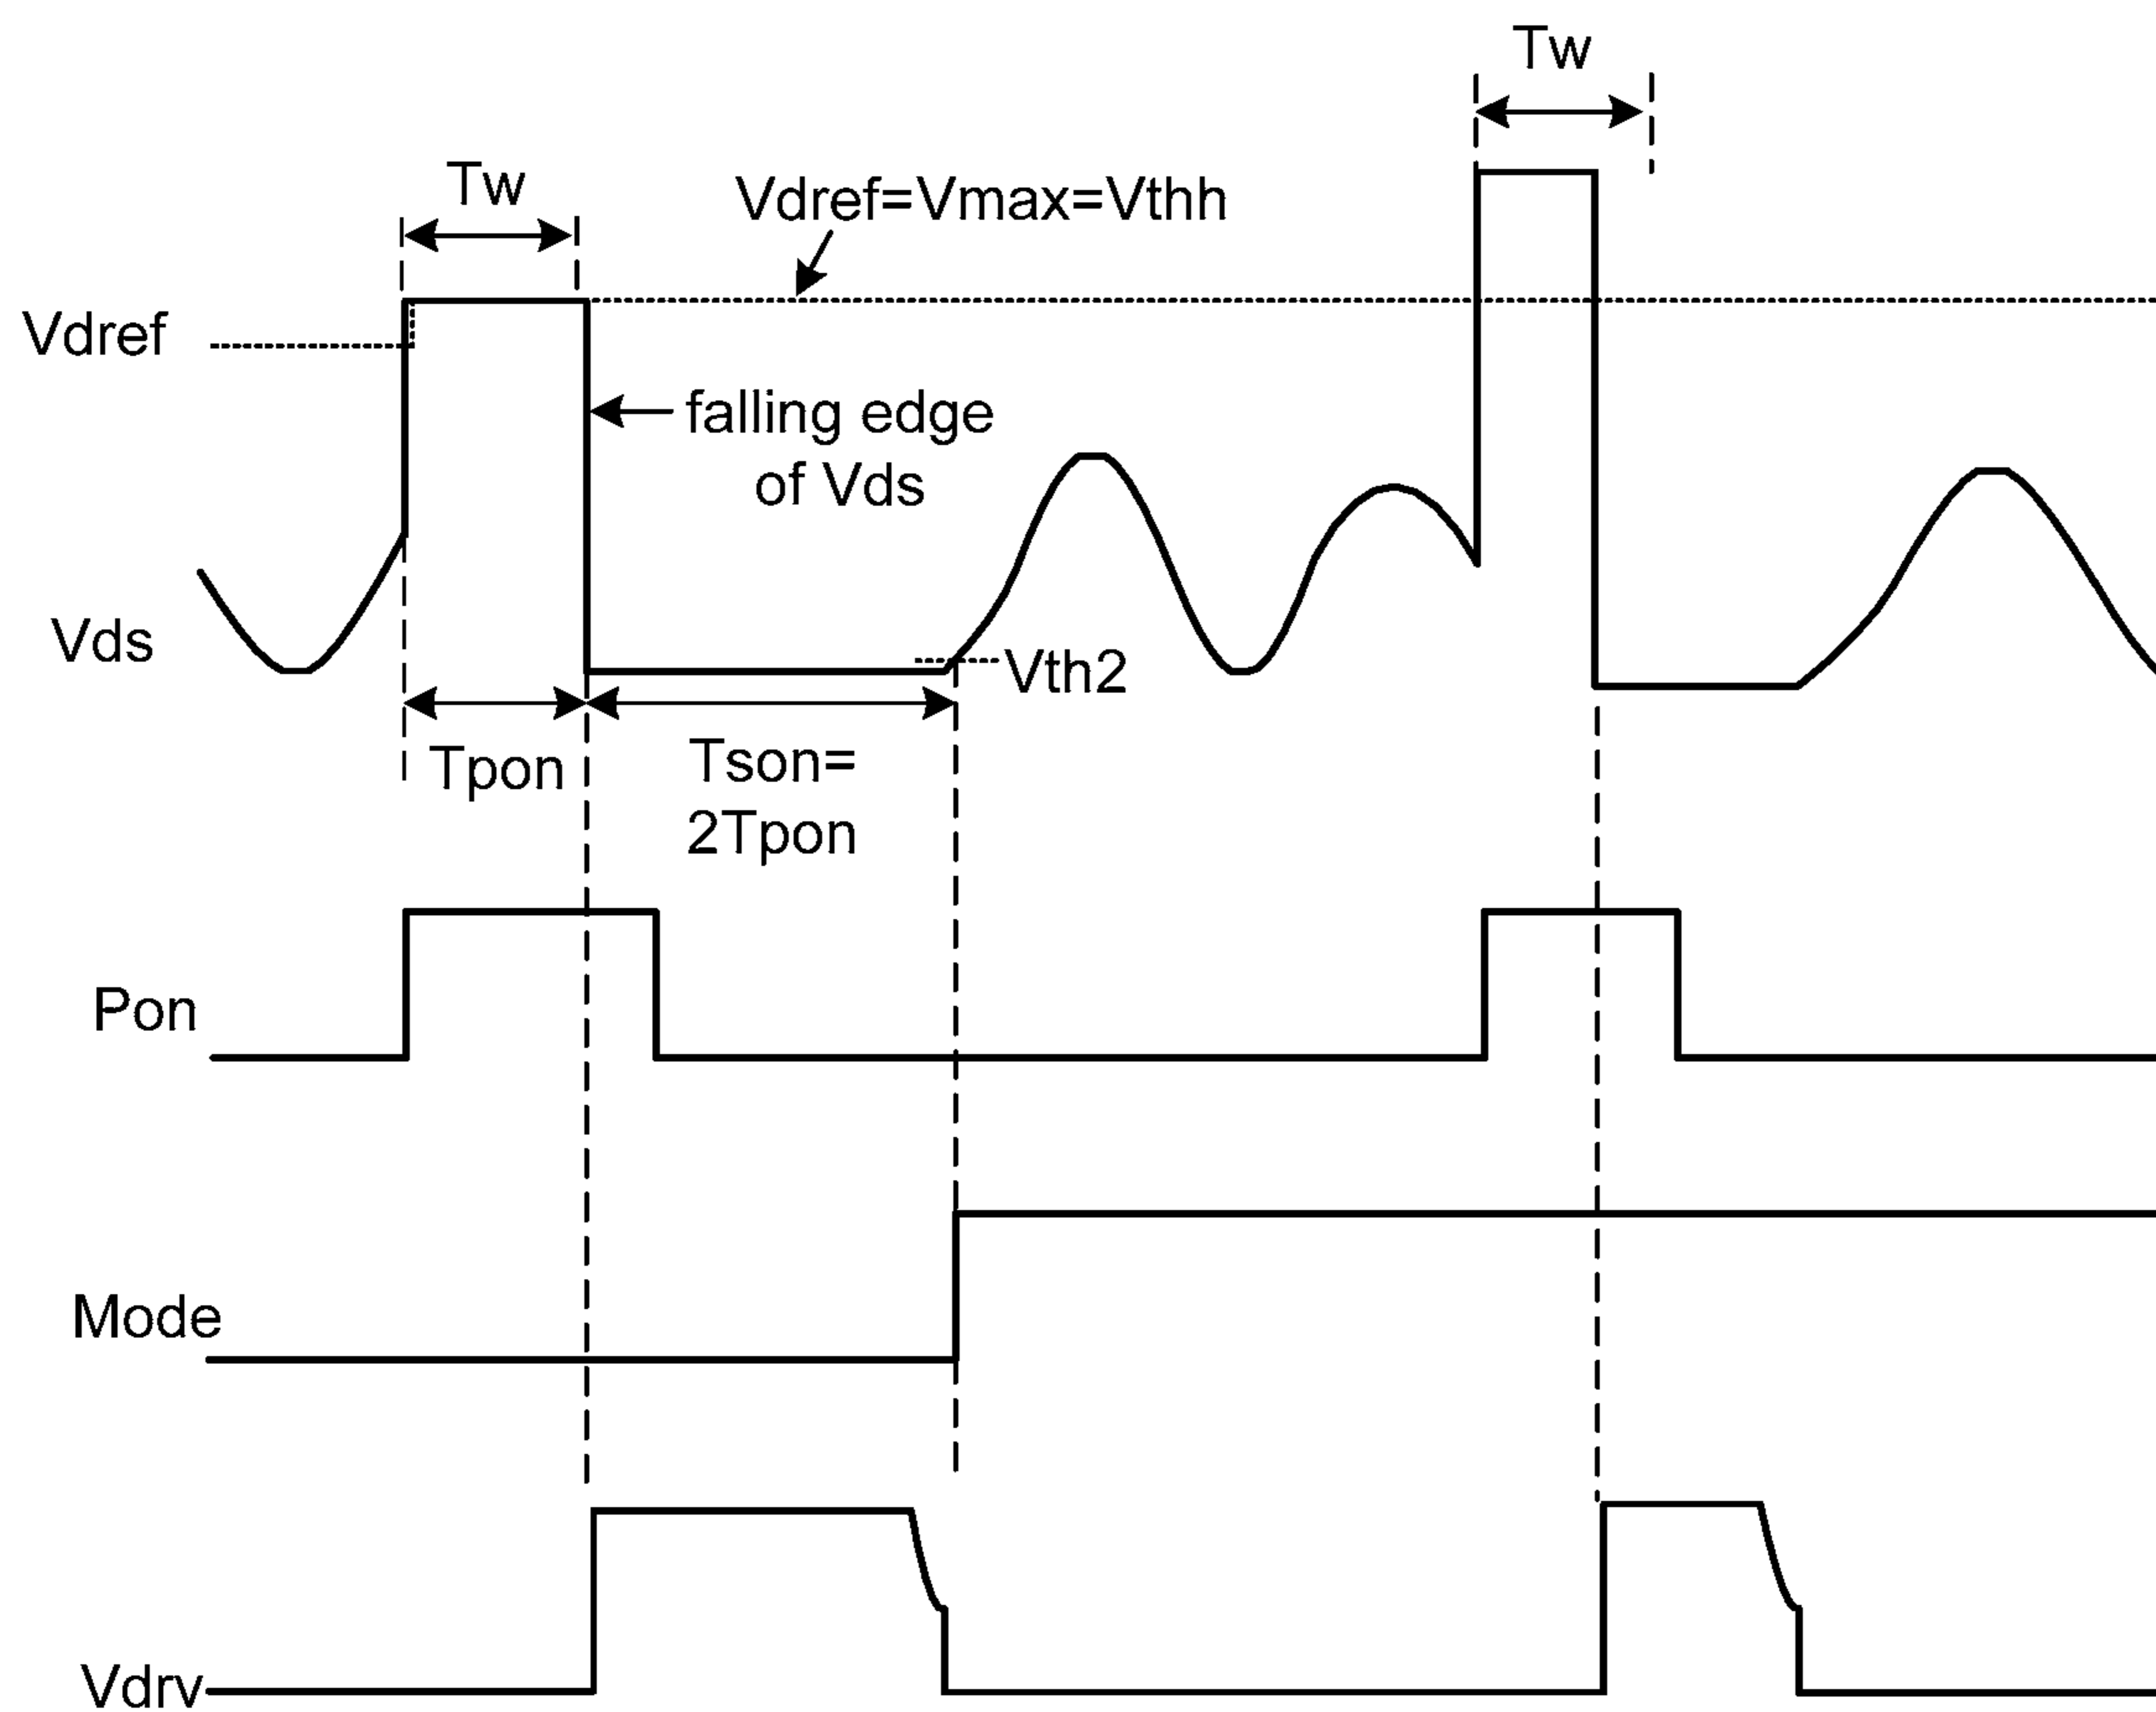 Tw
Tw
Vdref=Vmax=Vthh
Vdref
falling edge
of Vds
Vds
Vth2
Tpon
Tson=
2Tpon
Pon
Mode
Vdrv